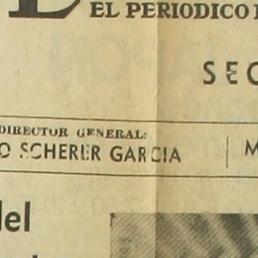 EL PERIODICO
SEC
DIRECTOR GENERAL:
O SCHERER GARCIA | M
del